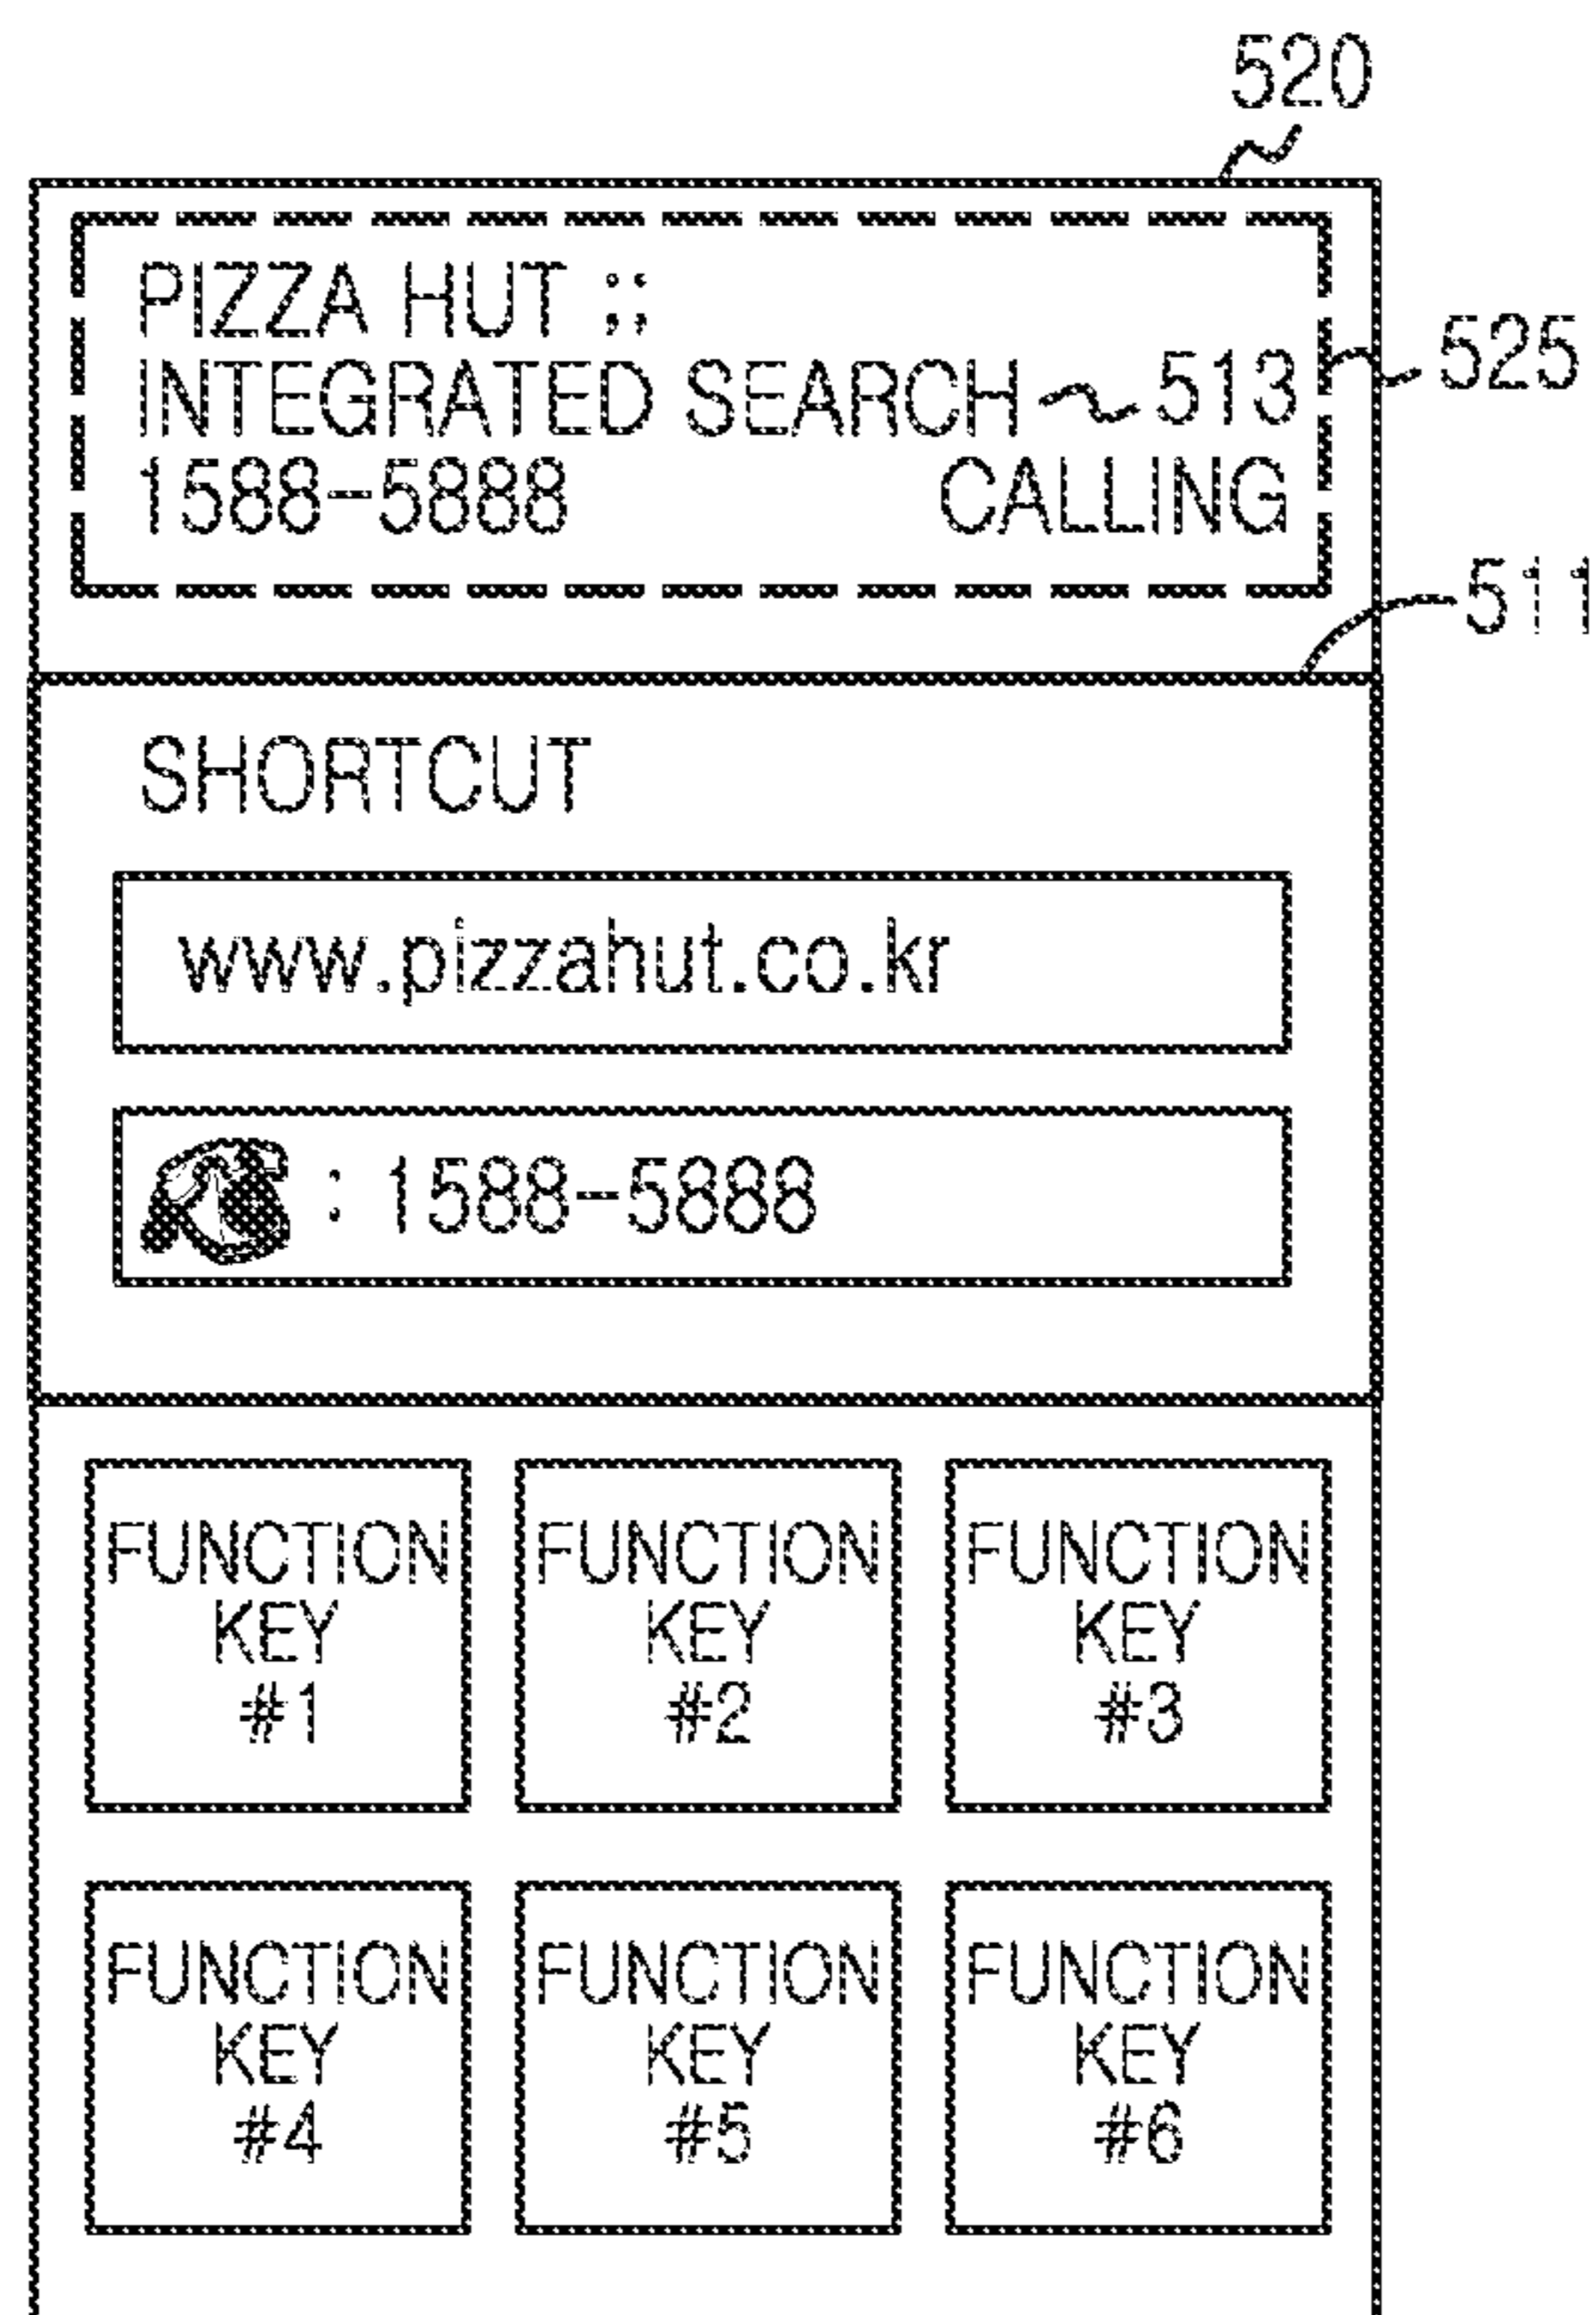 520
PIZZA HUT ;;
INTEGRATED SEARCH 513
525
1588-5888 CALLING
511
SHORTCUT
www.pizzahut.co.kr
: 1588-5888
FUNCTION KEY #1
FUNCTION KEY #2
FUNCTION KEY #3
FUNCTION KEY #4
FUNCTION KEY #5
FUNCTION KEY #6